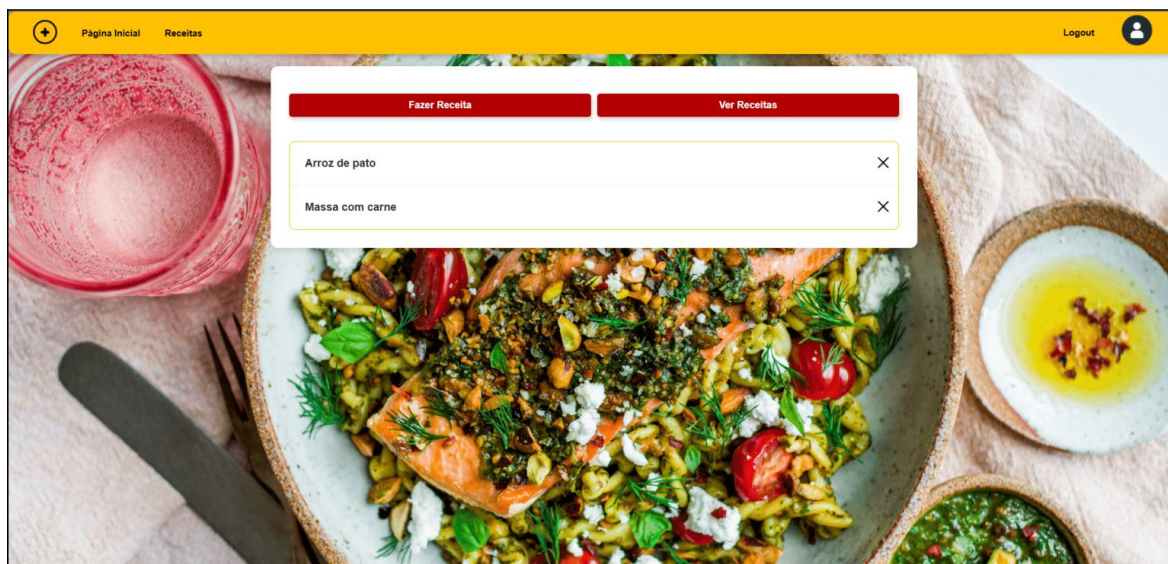 Página Inicial Receitas Logout
Fazer Receita Ver Receitas
Arroz de pato
Massa com carne